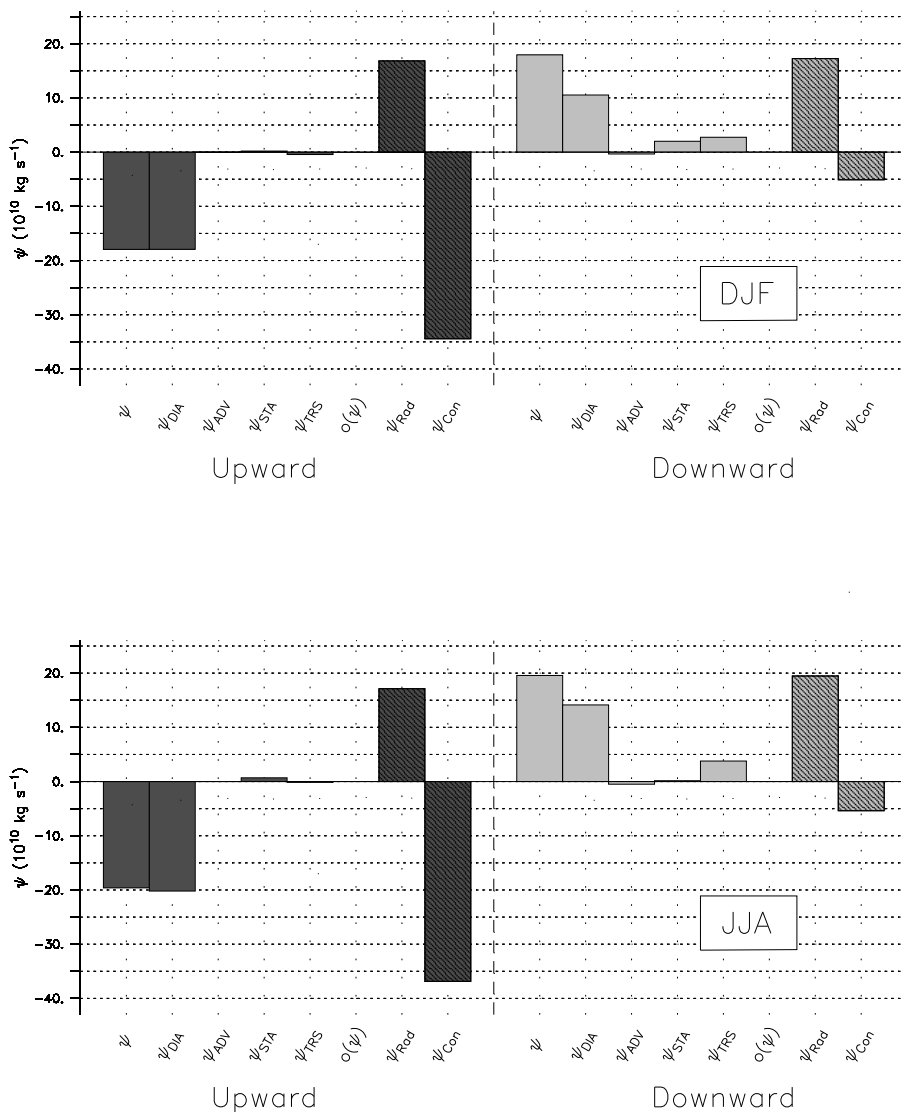 20.
10.
0.
-10.
-20.
-30.
-40.
ψ (10¹⁰ kg s⁻¹)
DJF
ψ ψDIA ψADV ψSTA ψTRS o(ψ) ψRad ψCon ψ ψDIA ψADV ψSTA ψTRS o(ψ) ψRad ψCon
Upward Downward
20.
10.
0.
-10.
-20.
-30.
-40.
ψ (10¹⁰ kg s⁻¹)
JJA
ψ ψDIA ψADV ψSTA ψTRS o(ψ) ψRad ψCon ψ ψDIA ψADV ψSTA ψTRS o(ψ) ψRad ψCon
Upward Downward